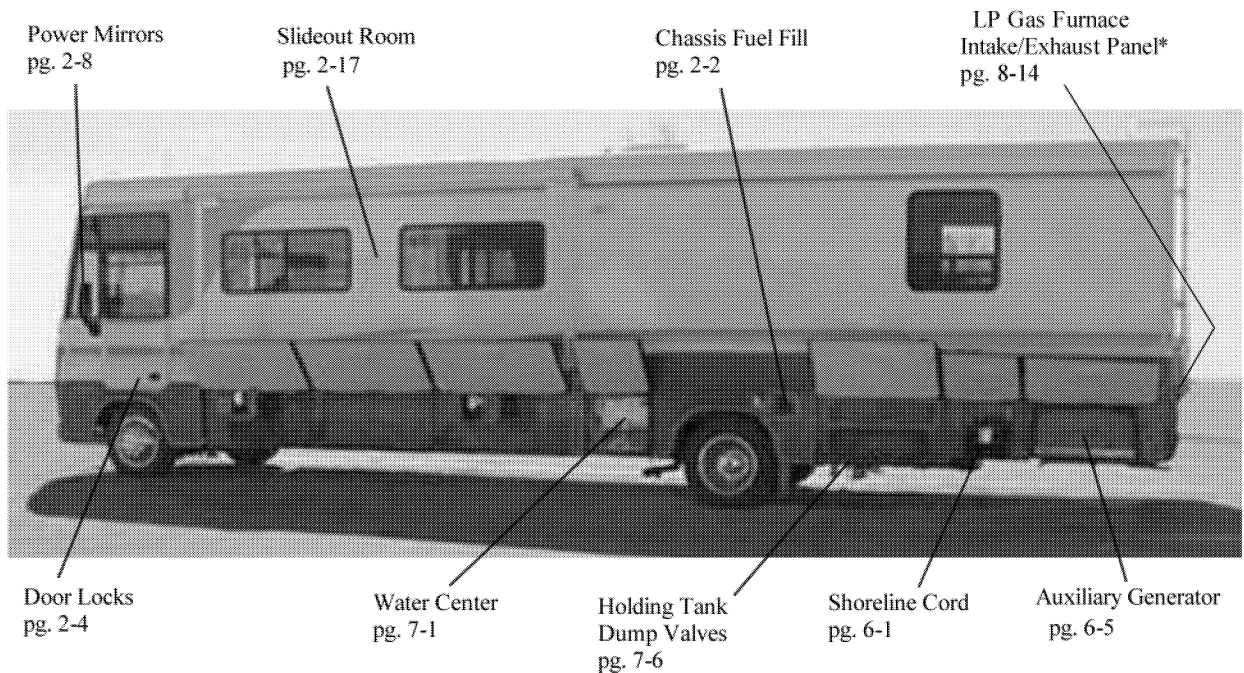 Power Mirrors
pg. 2-8
Slideout Room
pg. 2-17
Chassis Fuel Fill
pg. 2-2
LP Gas Furnace
Intake/Exhaust Panel*
pg. 8-14
Door Locks
pg. 2-4
Water Center
pg. 7-1
Holding Tank
Dump Valves
pg. 7-6
Shoreline Cord
pg. 6-1
Auxiliary Generator
pg. 6-5